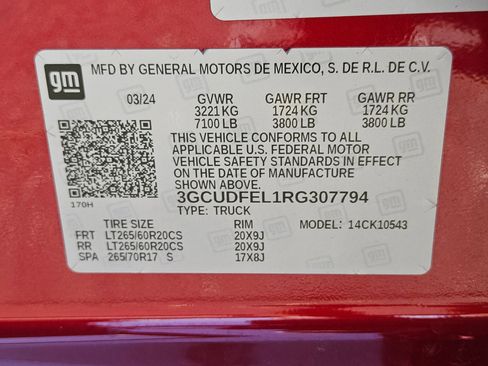 gm MFD BY GENERAL MOTORS DE MEXICO, S. DE R.L. DE C.V.
03/24 GVWR GAWR FRT GAWR RR
3221 KG 1724 KG 1724 KG
7100 LB 3800 LB 3800 LB
THIS VEHICLE CONFORMS TO ALL
APPLICABLE U.S. FEDERAL MOTOR
VEHICLE SAFETY STANDARDS IN EFFECT
ON THE DATE OF MANUFACTURE
SHOWN ABOVE.
3GCUDFEL1RG307794
170H TYPE: TRUCK
TIRE SIZE RIM MODEL: 14CK10543
FRT LT265/60R20CS 20X9J
RR LT265/60R20CS 20X9J
SPA 265/70R17 S 17X8J